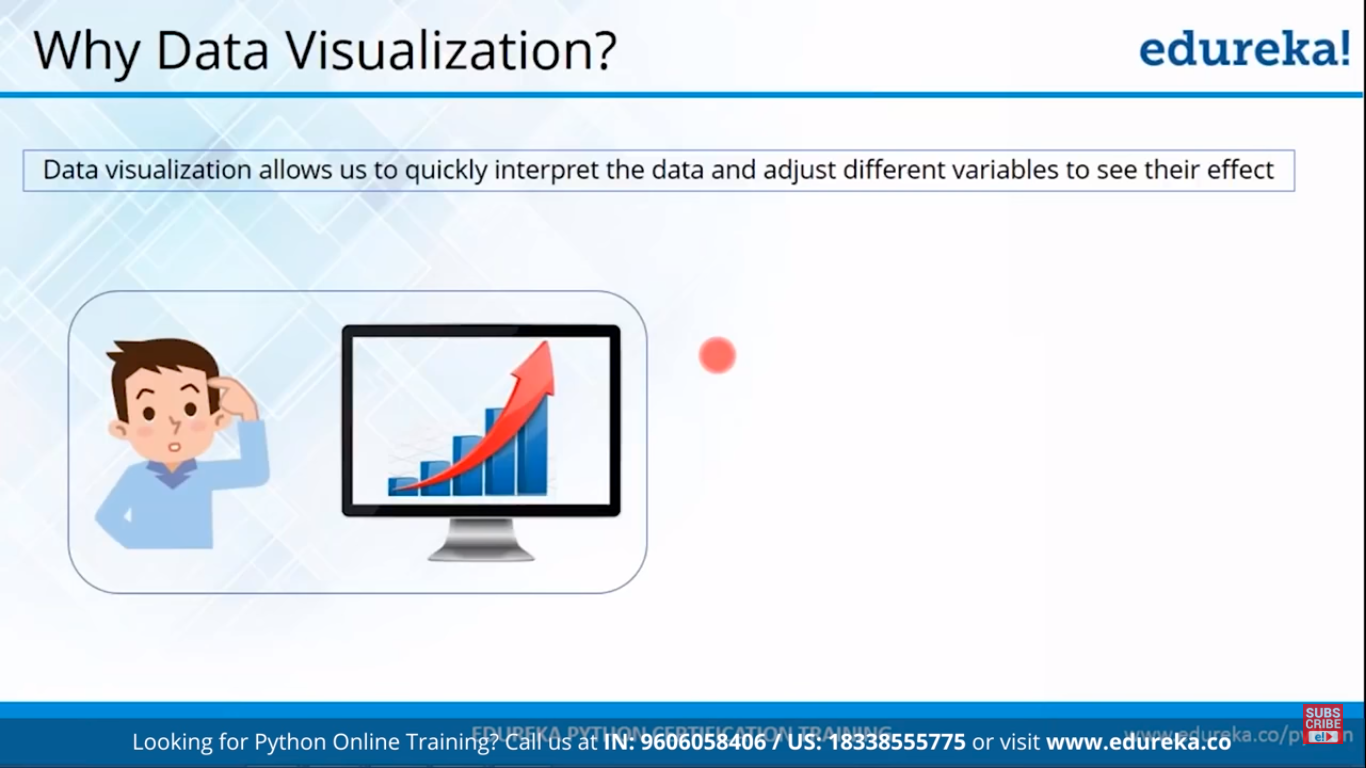 Why Data Visualization?
edureka!
Data visualization allows us to quickly interpret the data and adjust different variables to see their effect
EDUREKA PYTHON CERTIFICATION TRAINING
Looking for Python Online Training? Call us at IN: 9606058406 / US: 18338555775 or visit www.edureka.co
www.edureka.co/python
SUBS
CRIBE
e!